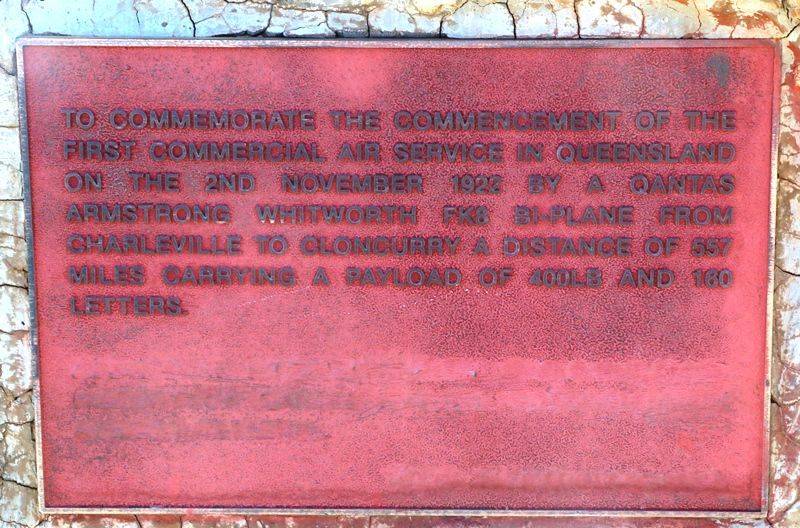 TO COMMEMORATE THE COMMENCEMENT OF THE
FIRST COMMERCIAL AIR SERVICE IN QUEENSLAND
ON THE 2ND NOVEMBER 1922 BY A QANTAS
ARMSTRONG WHITWORTH FK8 BI-PLANE FROM
CHARLEVILLE TO CLONCURRY A DISTANCE OF 557
MILES CARRYING A PAYLOAD OF 400LB AND 160
LETTERS.